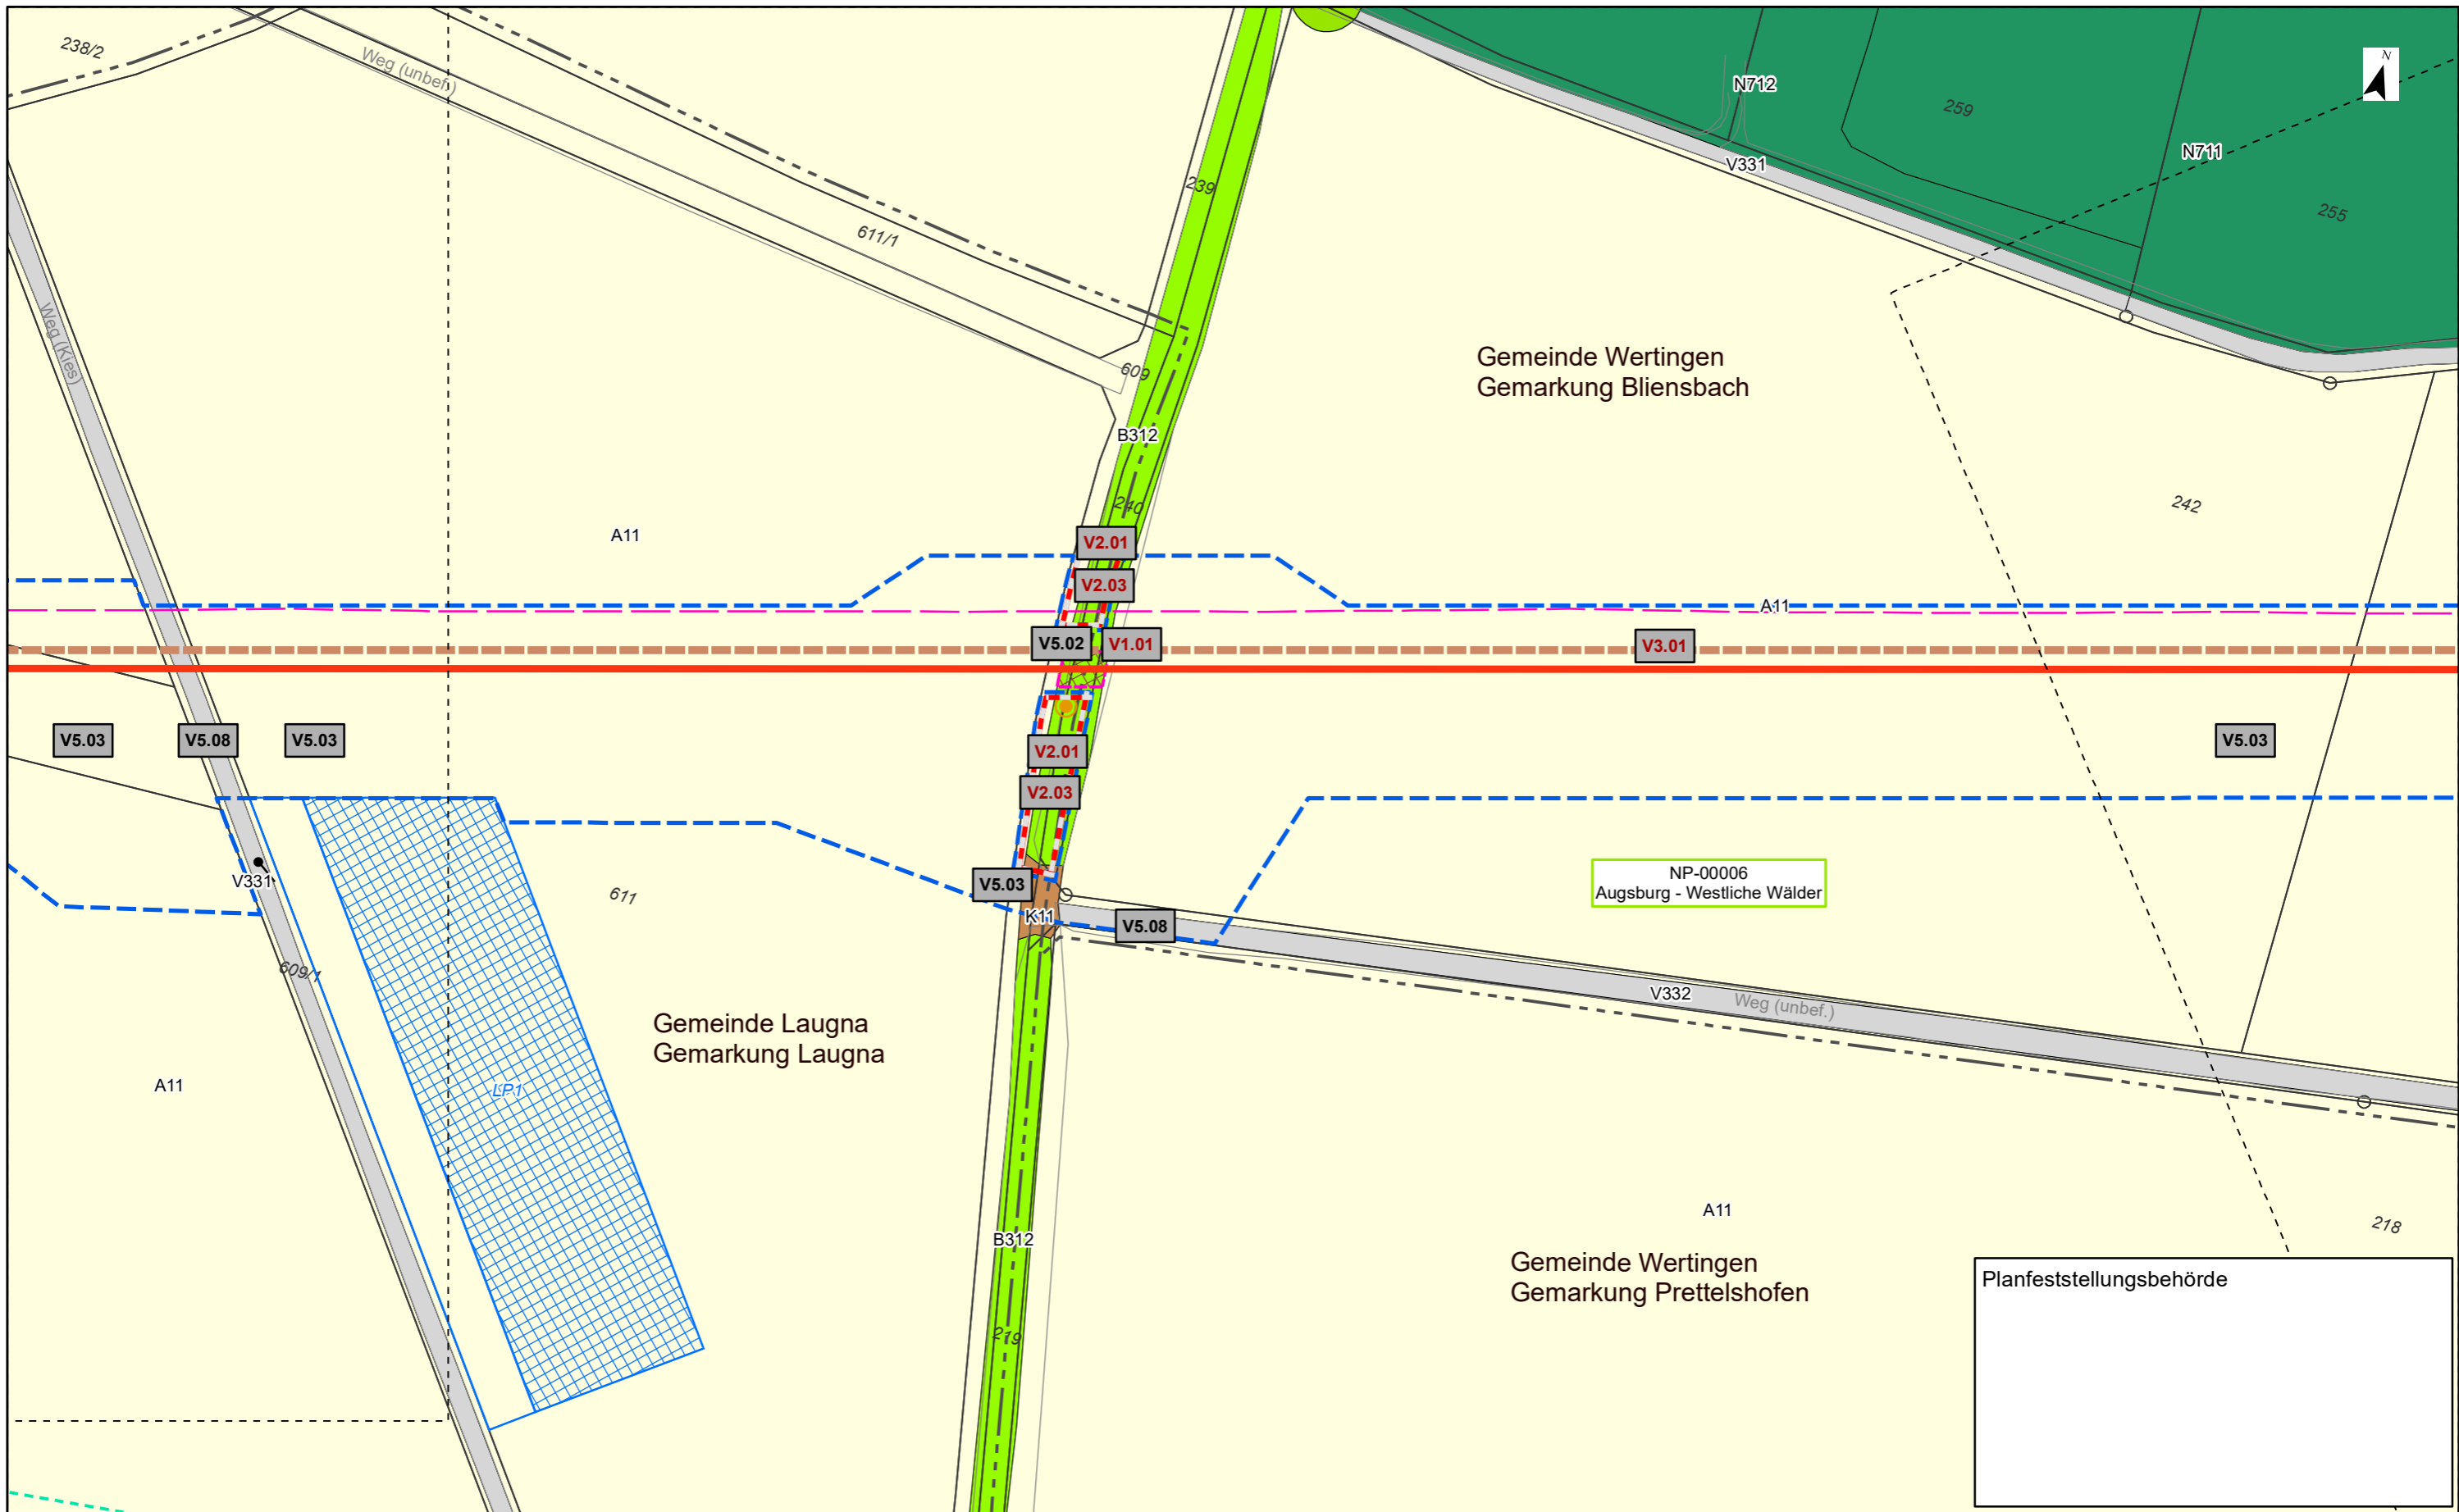 238/2
Weg (unbef.)
N
N712
259
N711
V331
239
255
611/1
Weg (Kies)
609
Gemeinde Wertingen
Gemarkung Bliensbach
B312
240
242
A11
V2.01
V2.03
A11
V5.02
V1.01
V3.01
V5.03
V5.08
V5.03
V2.01
V5.03
V2.03
V331
611
V5.03
NP-00006
Augsburg - Westliche Wälder
K11
V5.08
609/1
V332
Weg (unbef.)
Gemeinde Laugna
Gemarkung Laugna
A11
LP1
A11
218
B312
Gemeinde Wertingen
Gemarkung Prettelshofen
Planfeststellungsbehörde
219